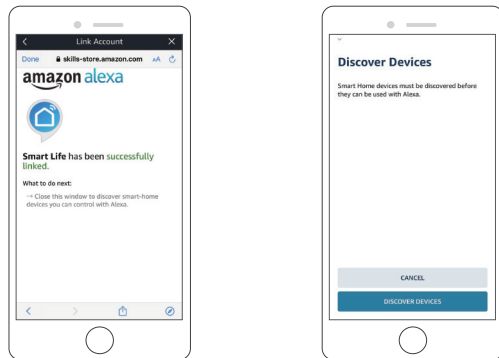 Link Account
Done skills-store.amazon.com AA
amazon alexa
Smart Life has been successfully
linked.
What to do next:
→ Close this window to discover smart-home
devices you can control with Alexa.
Discover Devices
Smart Home devices must be discovered before
they can be used with Alexa.
CANCEL
DISCOVER DEVICES